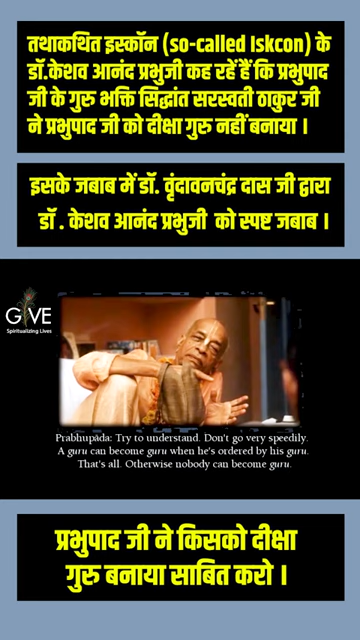 तथाकथित इस्कॉन (so-called Iskcon) के
डॉ.केशव आनंद प्रभुजी कह रहें हैं कि प्रभुपाद
जी के गुरु भक्ति सिद्धांत सरस्वती ठाकुर जी
ने प्रभुपाद जी को दीक्षा गुरु नहीं बनाया ।
इसके जबाब में डॉ. वृंदावनचंद्र दास जी द्वारा
डॉ . केशव आनंद प्रभुजी को स्पष्ट जबाब ।
GIVE
Spiritualizing Lives
Prabhupāda: Try to understand. Don't go very speedily.
A guru can become guru when he's ordered by his guru.
That's all. Otherwise nobody can become guru.
प्रभुपाद जी ने किसको दीक्षा
गुरु बनाया साबित करो ।